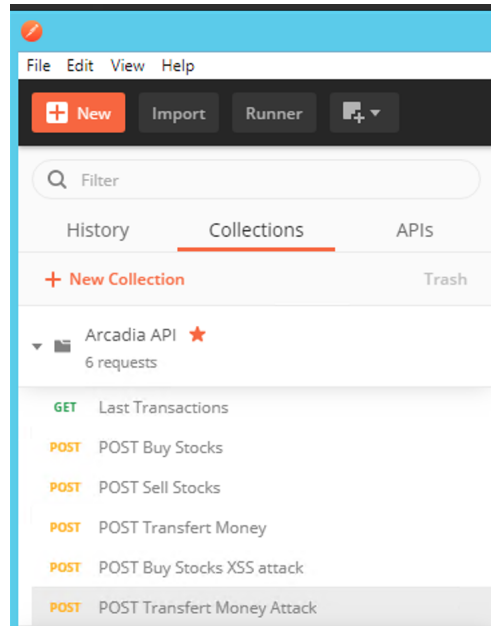 File Edit View Help
New Import Runner
Filter
History Collections APIs
+ New Collection Trash
Arcadia API
6 requests
GET Last Transactions
POST POST Buy Stocks
POST POST Sell Stocks
POST POST Transfert Money
POST POST Buy Stocks XSS attack
POST POST Transfert Money Attack